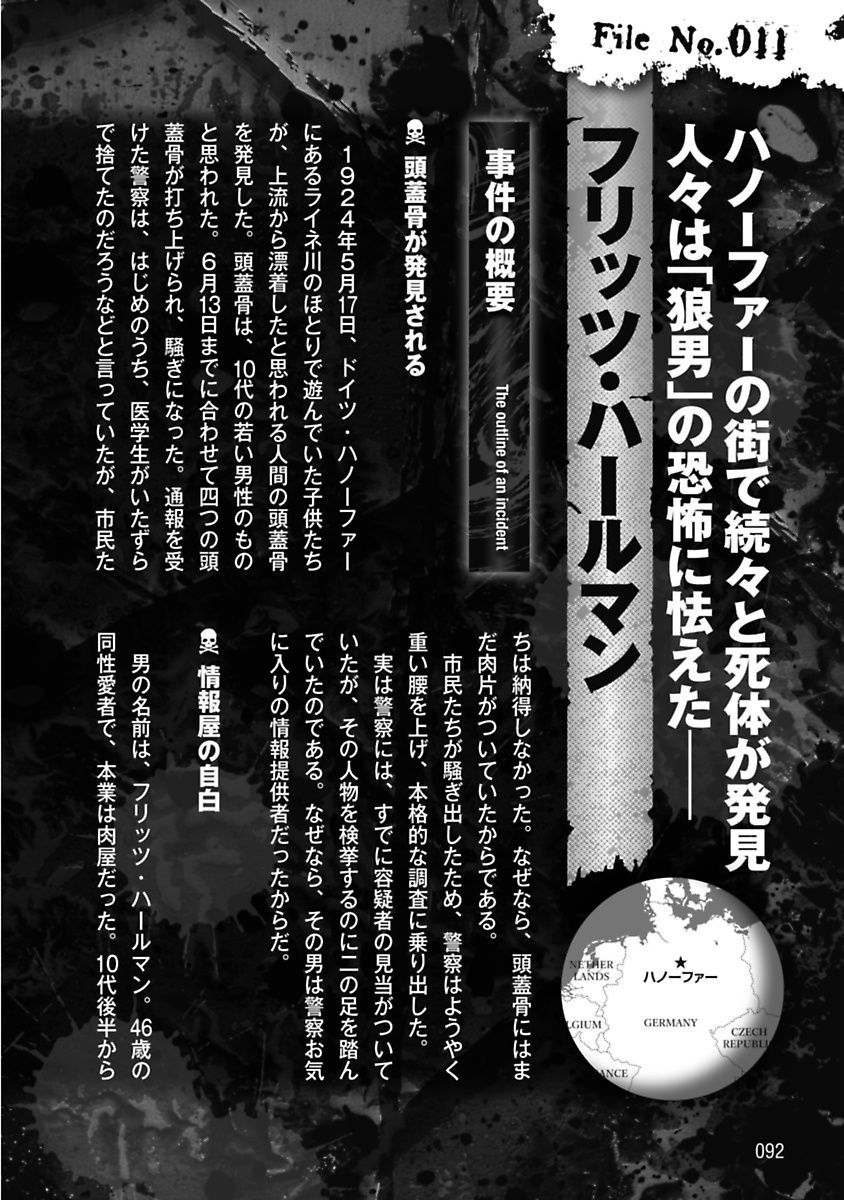 File No.011
ハノーファーの街で続々と死体が発見
人々は「狼男」の恐怖に怯えた――
フリッツ・ハールマン
事件の概要 The outline of an incident
頭蓋骨が発見される
１９２４年５月17日、ドイツ・ハノーファー
にあるライネ川のほとりで遊んでいた子供たち
が、上流から漂着したと思われる人間の頭蓋骨
を発見した。頭蓋骨は、10代の若い男性のもの
と思われた。６月13日までに合わせて四つの頭
蓋骨が打ち上げられ、騒ぎになった。通報を受
けた警察は、はじめのうち、医学生がいたずら
で捨てたのだろうなどと言っていたが、市民た
ちは納得しなかった。なぜなら、頭蓋骨にはま
だ肉片がついていたからである。
市民たちが騒ぎ出したため、警察はようやく
重い腰を上げ、本格的な調査に乗り出した。
実は警察には、すでに容疑者の見当がついて
いたが、その人物を検挙するのに二の足を踏ん
でいたのである。なぜなら、その男は警察お気
に入りの情報提供者だったからだ。
情報屋の自白
男の名前は、フリッツ・ハールマン。46歳の
同性愛者で、本業は肉屋だった。10代後半から
NETHER
LANDS
ハノーファー
LGIUM
GERMANY
CZECH
REPUBLI
ANCE
092